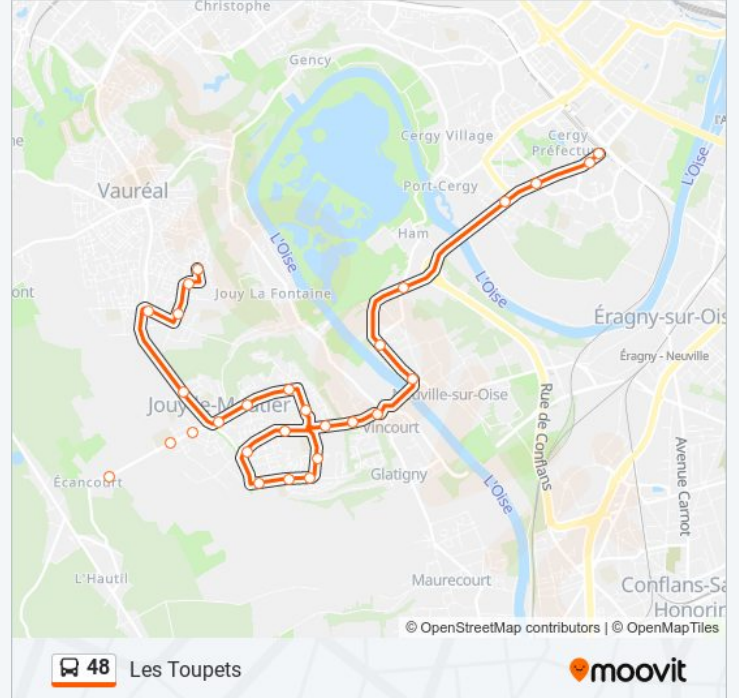 Christophe
Gency
ne
Cergy Village
Cergy
Préfecture
l'A
L'Oise
Vauréal
Port-Cergy
Ham
L'Oise
L'Oise
ont
Jouy La Fontaine
Éragny-sur-Ois
Éragny - Neuville
Jouy-le-Moutier
Neuville-sur-Oise
Rue de Conflans
Vincourt
Avenue Carnot
Écancourt
Glatigny
L'Oise
L'Hautil
Maurecourt
Conflans-Sa
Honorin
© OpenStreetMap contributors | © OpenMapTiles
48 Les Toupets
moovit